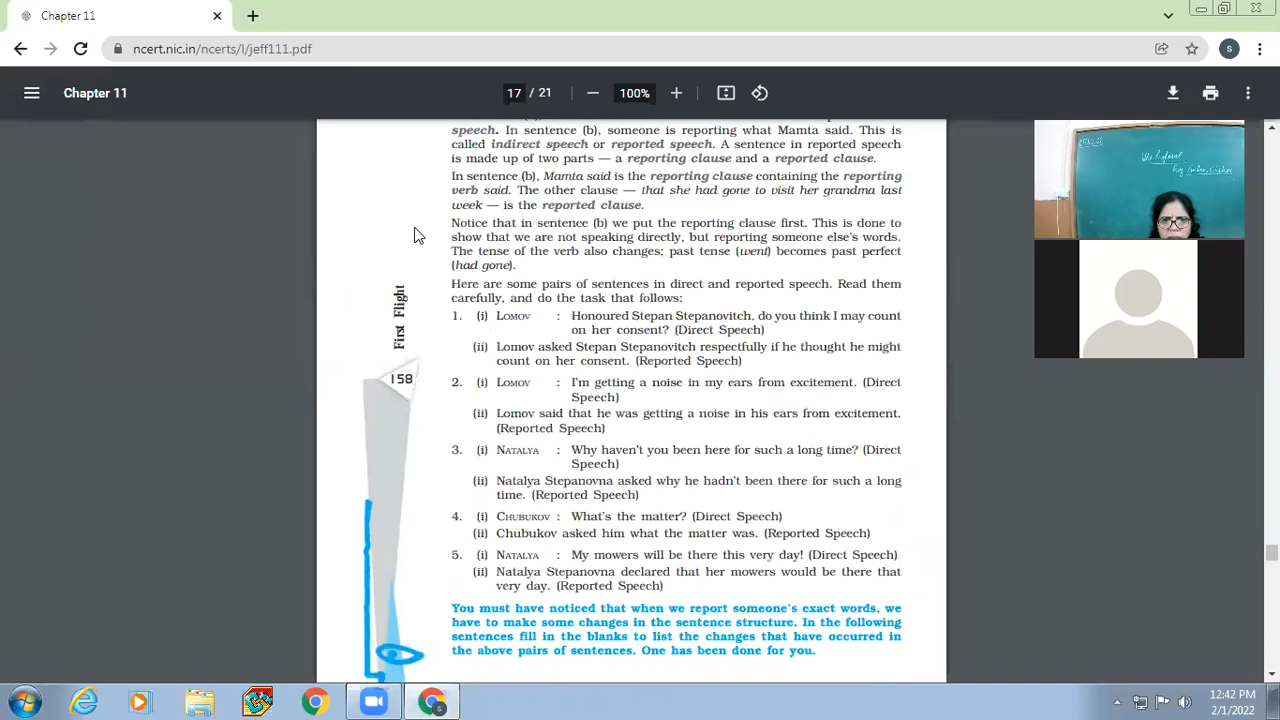 Chapter 11
ncert.nic.in/ncerts/l/jeff111.pdf
S
Chapter 11
17 / 21
100%
speech. In sentence (b), someone is reporting what Mamta said. This is
called indirect speech or reported speech. A sentence in reported speech
is made up of two parts — a reporting clause and a reported clause.
In sentence (b), Mamta said is the reporting clause containing the reporting
verb said. The other clause — that she had gone to visit her grandma last
week — is the reported clause.
Notice that in sentence (b) we put the reporting clause first. This is done to
show that we are not speaking directly, but reporting someone else's words.
The tense of the verb also changes; past tense (went) becomes past perfect
(had gone).
Here are some pairs of sentences in direct and reported speech. Read them
carefully, and do the task that follows:
1. (i) LOMOV : Honoured Stepan Stepanovitch, do you think I may count
on her consent? (Direct Speech)
(ii) Lomov asked Stepan Stepanovitch respectfully if he thought he might
count on her consent. (Reported Speech)
2. (i) LOMOV : I'm getting a noise in my ears from excitement. (Direct
Speech)
(ii) Lomov said that he was getting a noise in his ears from excitement.
(Reported Speech)
3. (i) NATALYA : Why haven't you been here for such a long time? (Direct
Speech)
(ii) Natalya Stepanovna asked why he hadn't been there for such a long
time. (Reported Speech)
4. (i) CHUBUKOV : What's the matter? (Direct Speech)
(ii) Chubukov asked him what the matter was. (Reported Speech)
5. (i) NATALYA : My mowers will be there this very day! (Direct Speech)
(ii) Natalya Stepanovna declared that her mowers would be there that
very day. (Reported Speech)
You must have noticed that when we report someone's exact words, we
have to make some changes in the sentence structure. In the following
sentences fill in the blanks to list the changes that have occurred in
the above pairs of sentences. One has been done for you.
First Flight
158
The Proposal
12:42 PM
2/1/2022